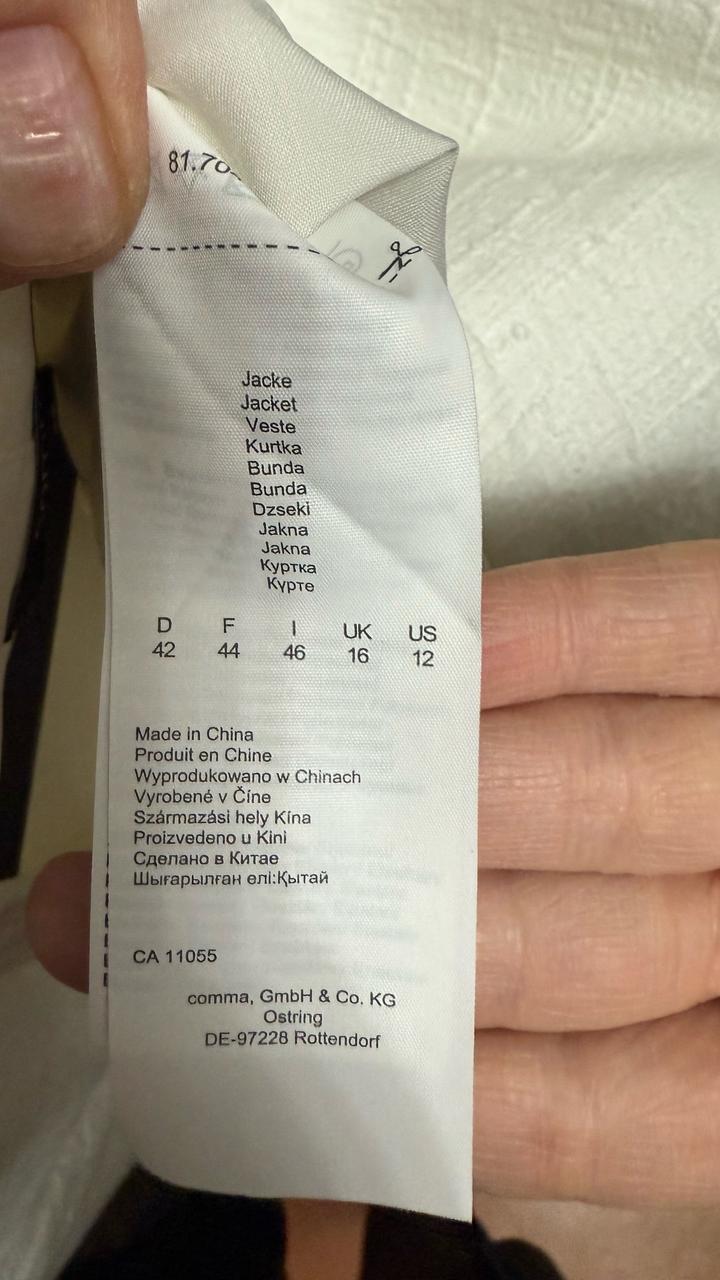 Jacke
Jacket
Veste
Kurtka
Bunda
Bunda
Dzseki
Jakna
Jakna
Куртка
Күрте
D F I UK US
42 44 46 16 12
Made in China
Produit en Chine
Wyprodukowano w Chinach
Vyrobené v Číne
Származási hely Kína
Proizvedeno u Kini
Сделано в Китае
Шығарылған елі:Қытай
CA 11055
comma, GmbH & Co. KG
Ostring
DE-97228 Rottendorf